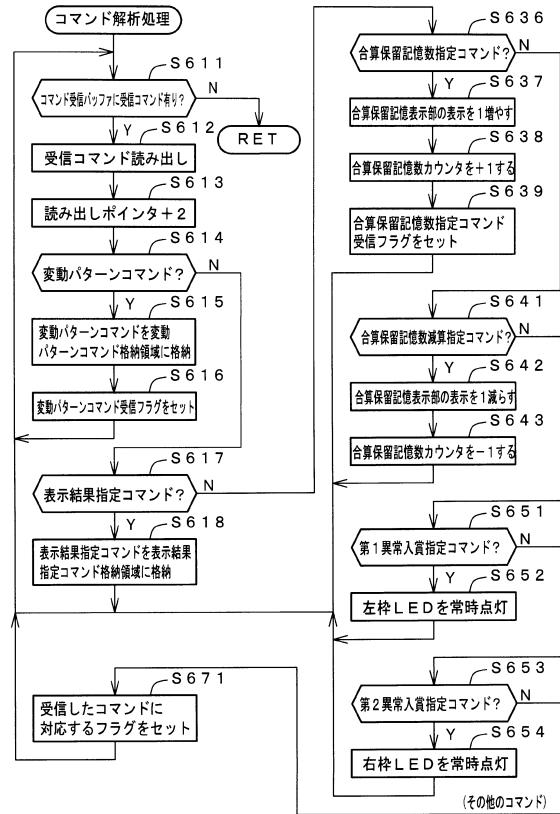 コマンド解析処理
S611
コマンド受信バッファに受信コマンド有り？
N
Y
RET
S612
受信コマンド読み出し
S613
読み出しポインタ＋2
S614
変動パターンコマンド？
N
Y
S615
変動パターンコマンドを変動
パターンコマンド格納領域に格納
S616
変動パターンコマンド受信フラグをセット
S617
表示結果指定コマンド？
N
Y
S618
表示結果指定コマンドを表示結果
指定コマンド格納領域に格納
S671
受信したコマンドに
対応するフラグをセット
S636
合算保留記憶数指定コマンド？
N
Y
S637
合算保留記憶表示部の表示を1増やす
S638
合算保留記憶数カウンタを＋1する
S639
合算保留記憶数指定コマンド
受信フラグをセット
S641
合算保留記憶数減算指定コマンド？
N
Y
S642
合算保留記憶表示部の表示を1減らす
S643
合算保留記憶数カウンタを－1する
S651
第1異常入賞指定コマンド？
N
Y
S652
左枠LEDを常時点灯
S653
第2異常入賞指定コマンド？
N
Y
S654
右枠LEDを常時点灯
(その他のコマンド)